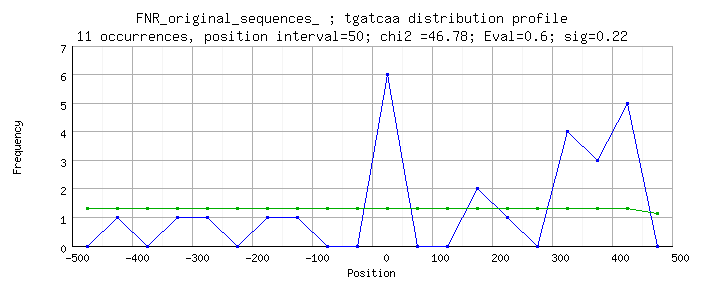 FNR_original_sequences_ ; tgatcaa distribution profile
11 occurrences, position interval=50; chi2 =46.78; Eval=0.6; sig=0.22
7
6
5
4
3
2
1
0
Frequency
-500 -400 -300 -200 -100 0 100 200 300 400 500
Position